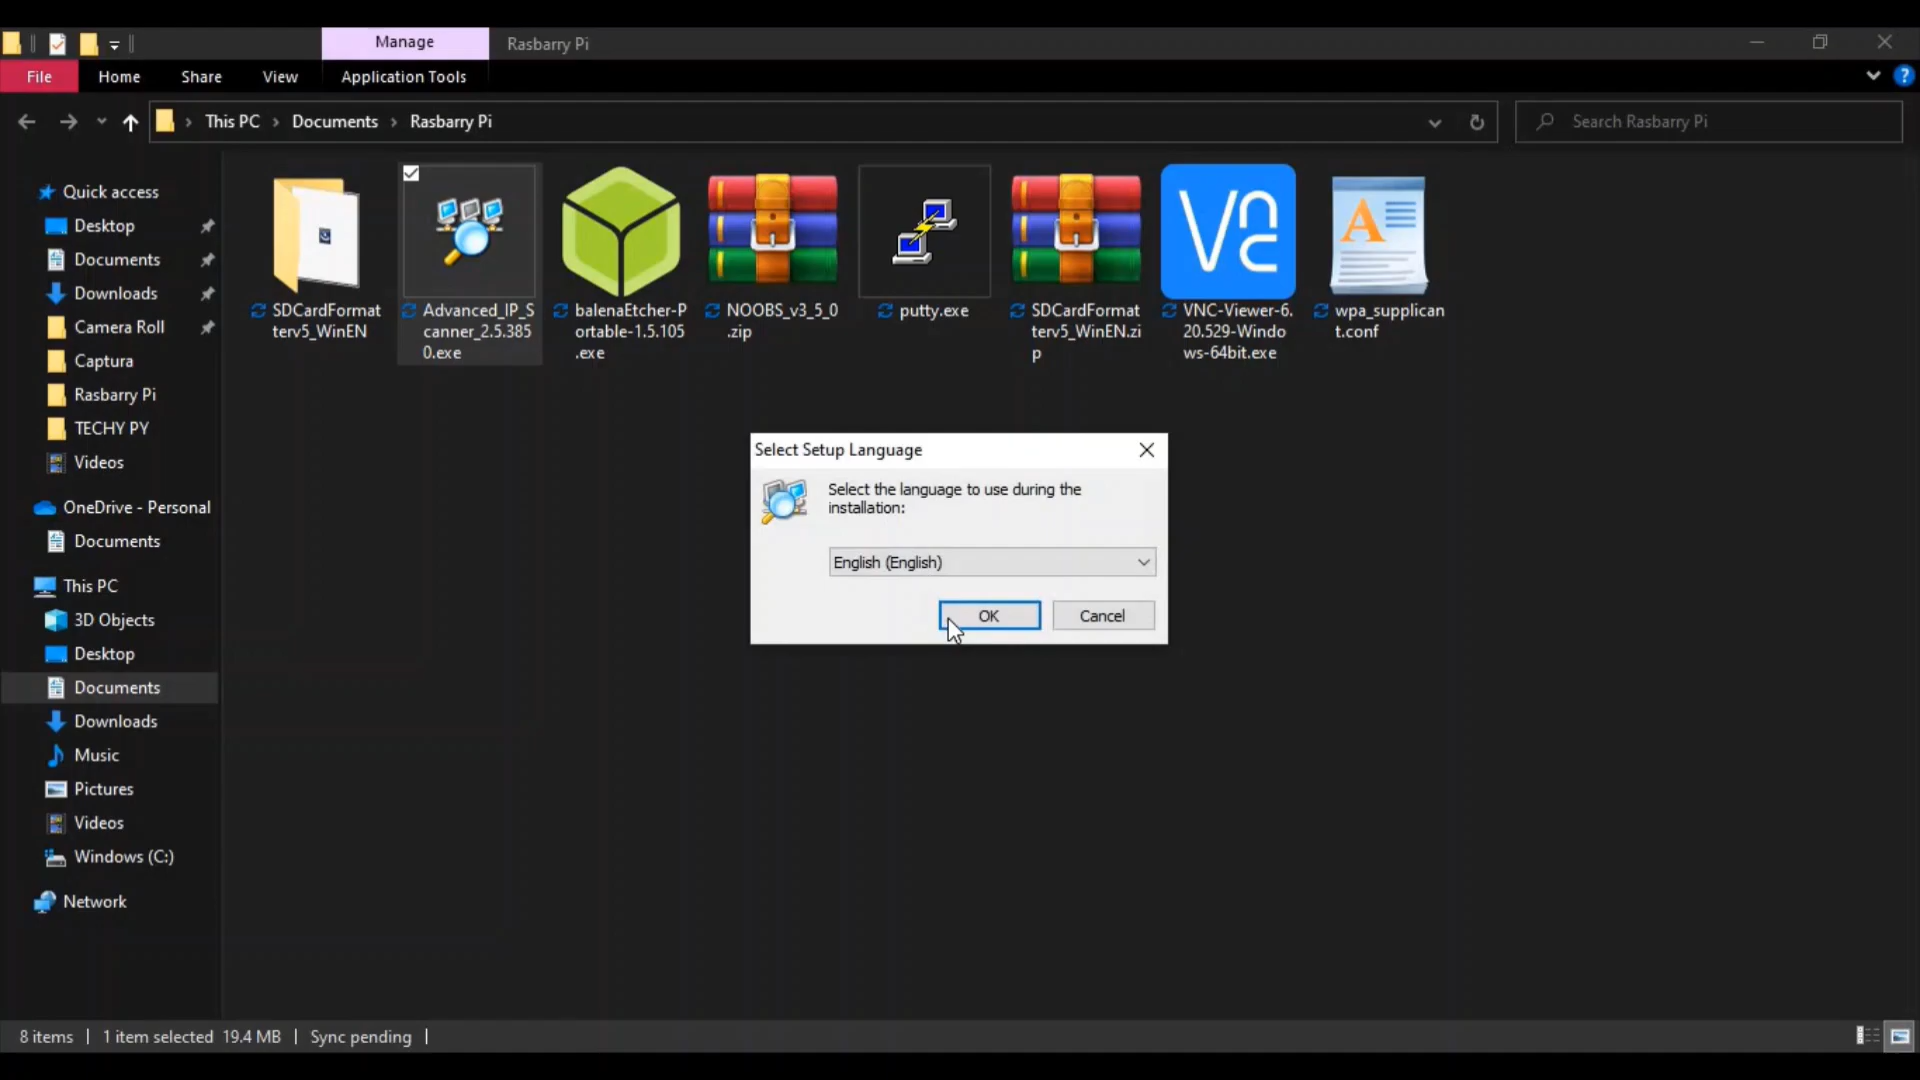 Manage
Rasbarry Pi
File
Home
Share
View
Application Tools
This PC
Documents
Rasbarry Pi
Search Rasbarry Pi
Quick access
Desktop
Documents
Downloads
Camera Roll
Captura
Rasbarry Pi
TECHY PY
Videos
OneDrive - Personal
Documents
This PC
3D Objects
Desktop
Documents
Downloads
Music
Pictures
Videos
Windows (C:)
Network
SDCardFormat
terv5_WinEN
Advanced_IP_S
canner_2.5.385
0.exe
balenaEtcher-P
ortable-1.5.105
.exe
NOOBS_v3_5_0
.zip
putty.exe
SDCardFormat
terv5_WinEN.zi
p
VNC-Viewer-6.
20.529-Windo
ws-64bit.exe
wpa_supplican
t.conf
Select Setup Language
Select the language to use during the
installation:
English (English)
OK
Cancel
8 items
1 item selected 19.4 MB
Sync pending